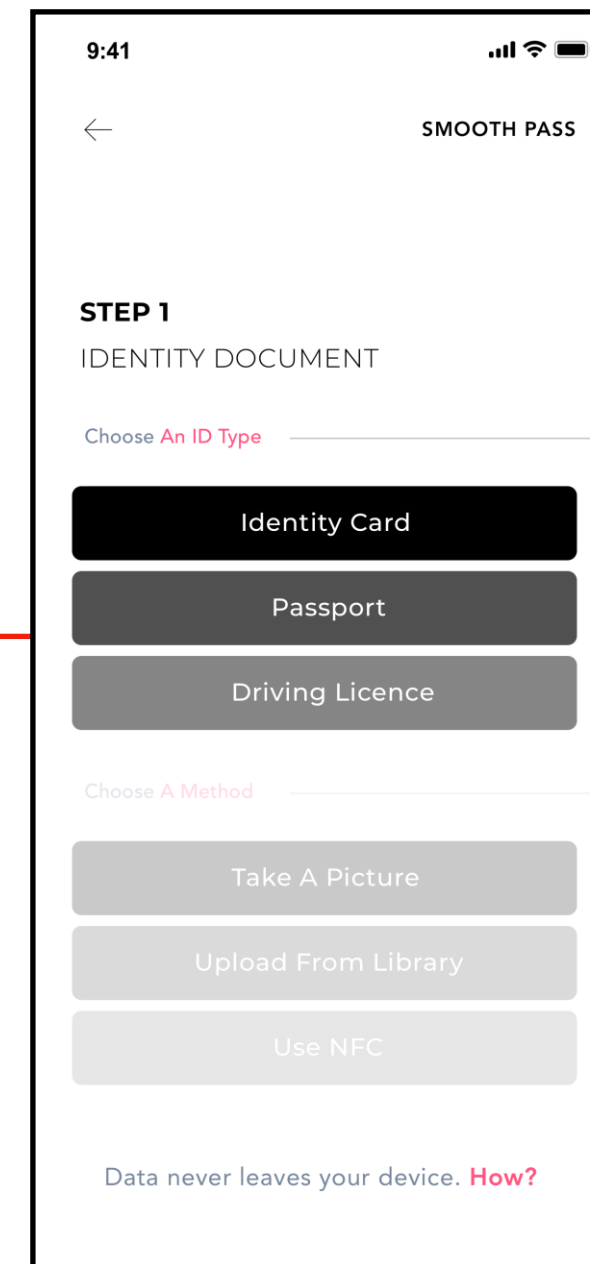 9:41
SMOOTH PASS
STEP 1
IDENTITY DOCUMENT
Choose An ID Type
Identity Card
Passport
Driving Licence
Choose A Method
Take A Picture
Upload From Library
Use NFC
Data never leaves your device. How?